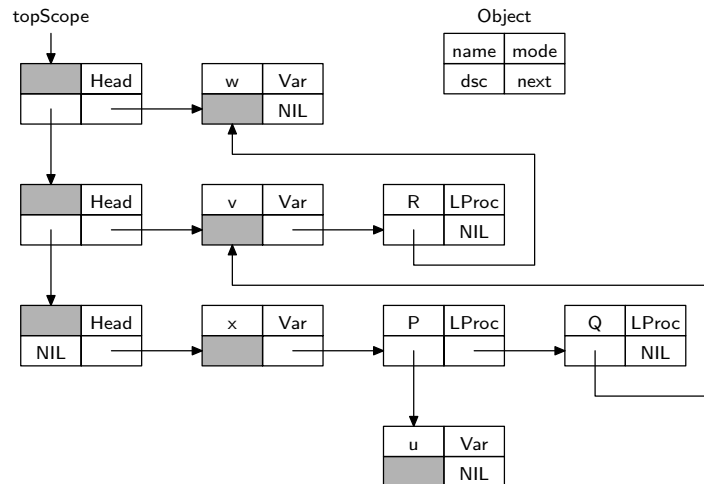 topScope Object
name mode
Head w Var dsc next
NIL
Head v Var R LProc
NIL
Head x Var P LProc Q LProc
NIL NIL
u Var
NIL